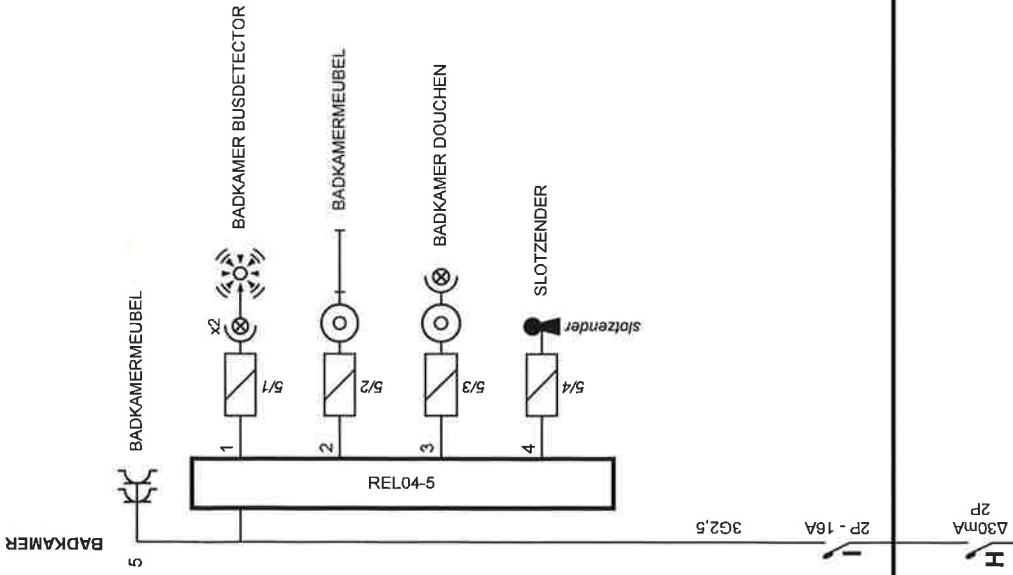 BADKAMER
5
BADKAMERMEUBEL
BADKAMER BUSDETECTOR
x2
5/1
1
BADKAMERMEUBEL
5/2
2
BADKAMER DOUCHEN
5/3
3
SLOTZENDER
slotzender
5/4
4
REL04-5
3G2,5
2P - 16A
I
Δ30mA
2P
H